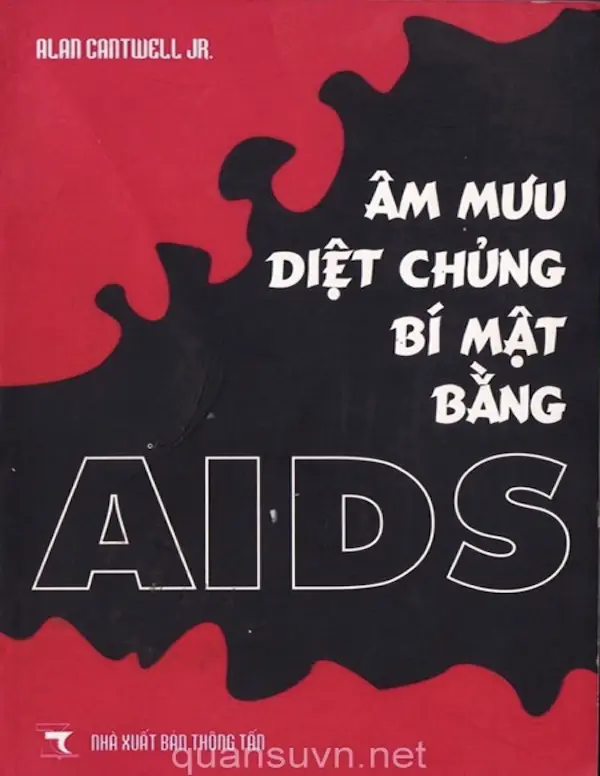 ALAN CANTWELL JR.
ÂM MƯU
DIỆT CHỦNG
BÍ MẬT
BẰNG
AIDS
NHÀ XUẤT BẢN THÔNG TẤN
quansuvn.net